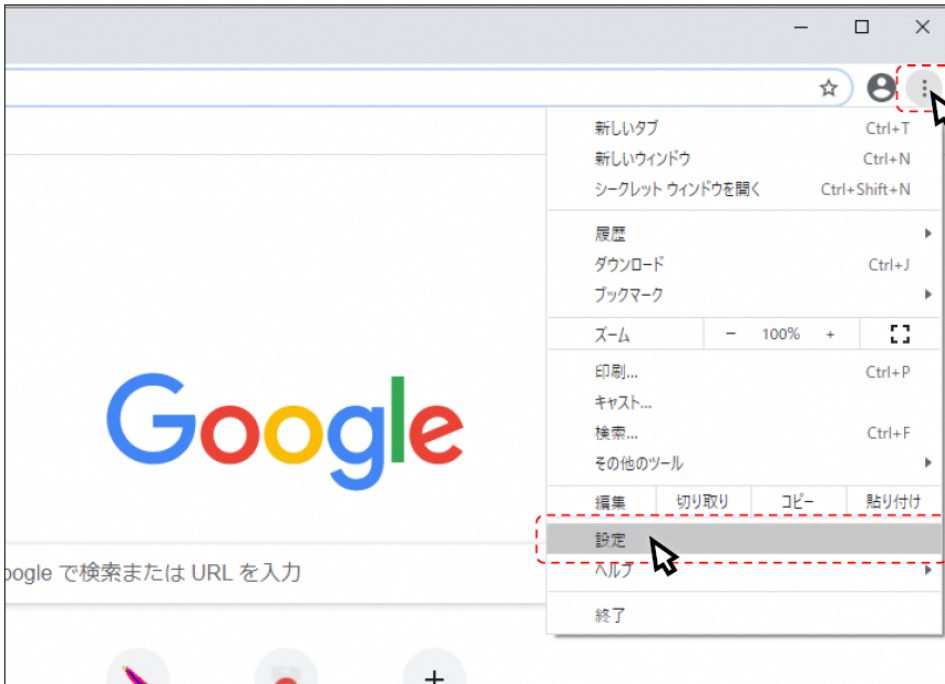 新しいタブ Ctrl+T
新しいウィンドウ Ctrl+N
シークレット ウィンドウを開く Ctrl+Shift+N
履歴
ダウンロード Ctrl+J
ブックマーク
ズーム − 100% +
印刷... Ctrl+P
キャスト...
検索... Ctrl+F
その他のツール
編集 切り取り コピー 貼り付け
設定
ヘルプ
終了
Google
oogle で検索または URL を入力